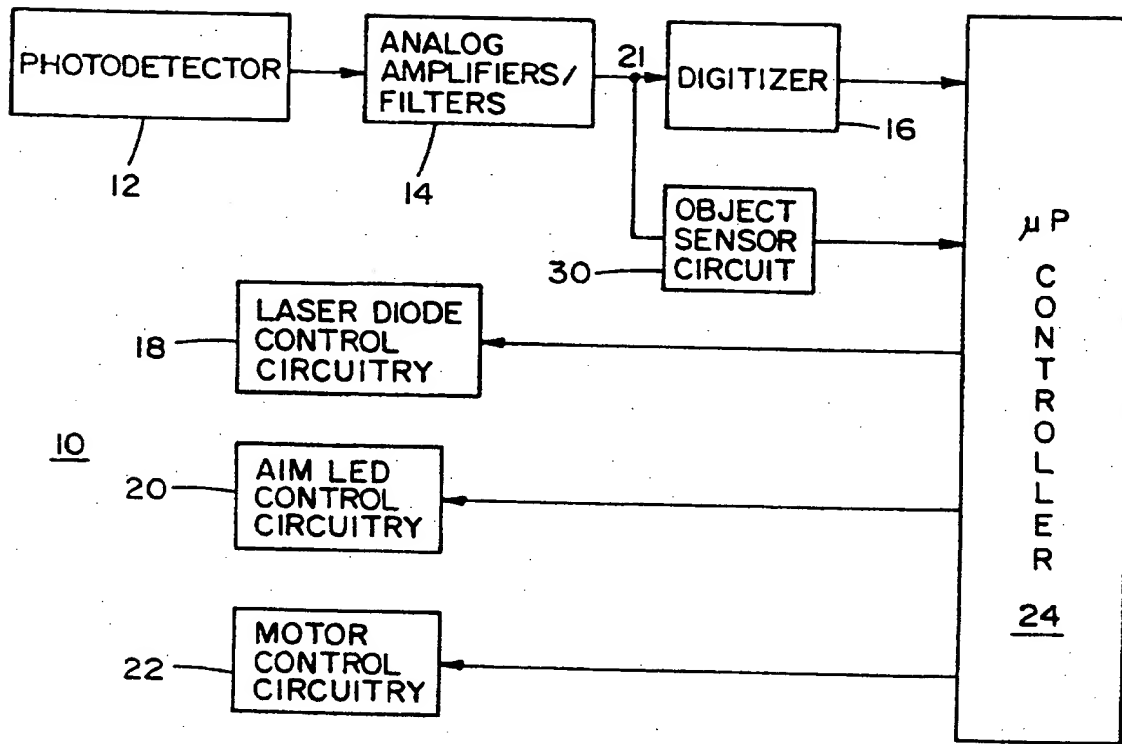 PHOTODETECTOR
12
ANALOG
AMPLIFIERS/
FILTERS
14
21
DIGITIZER
16
OBJECT
SENSOR
CIRCUIT
30
LASER DIODE
CONTROL
CIRCUITRY
18
10
AIM LED
CONTROL
CIRCUITRY
20
MOTOR
CONTROL
CIRCUITRY
22
μP
CONTROLLER
24